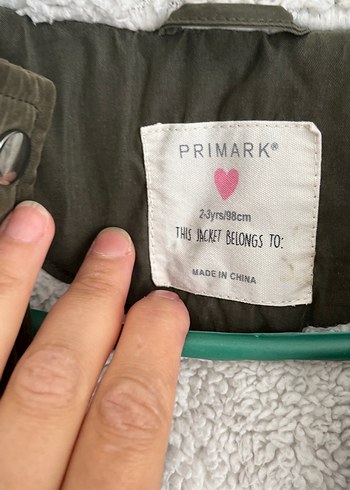 PRIMARK®
2-3yrs/98cm
THIS JACKET BELONGS TO:
MADE IN CHINA